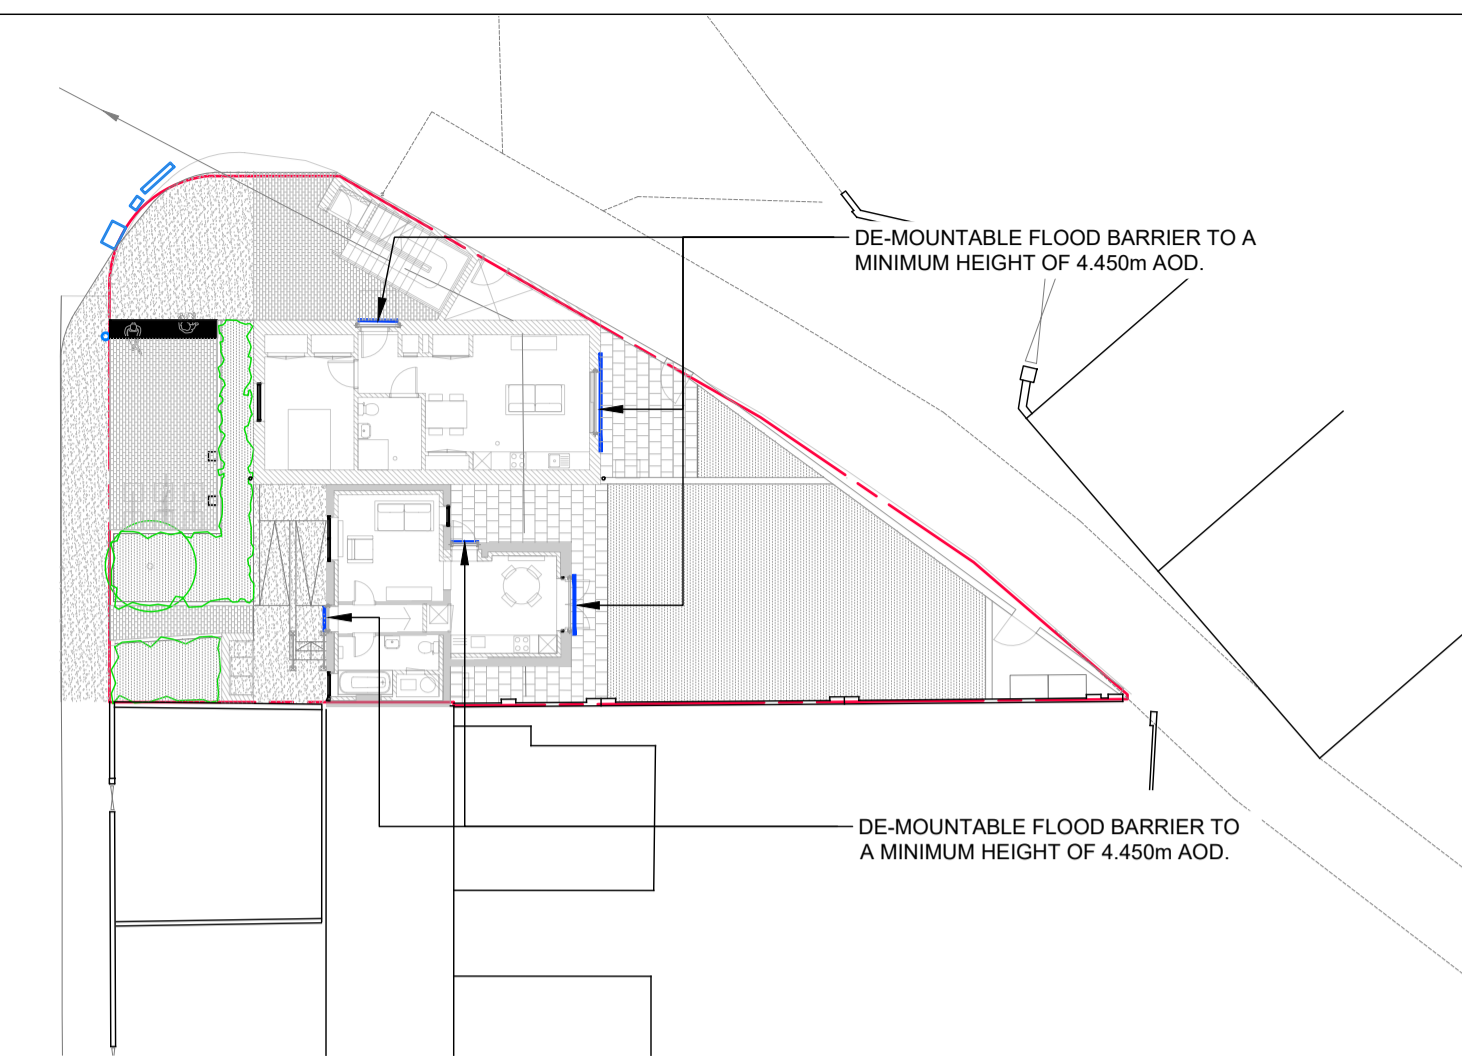 DE-MOUNTABLE FLOOD BARRIER TO A
MINIMUM HEIGHT OF 4.450m AOD.
DE-MOUNTABLE FLOOD BARRIER TO
A MINIMUM HEIGHT OF 4.450m AOD.